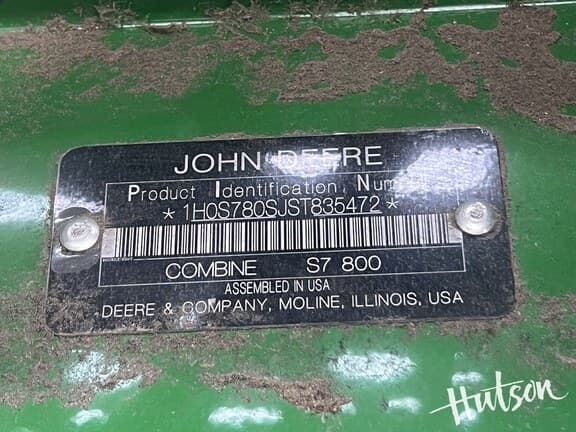 JOHN DEERE
Product Identification Number
*1H0S780SJST835472*
COMBINE S7 800
ASSEMBLED IN USA
DEERE & COMPANY, MOLINE, ILLINOIS, USA
Hutson